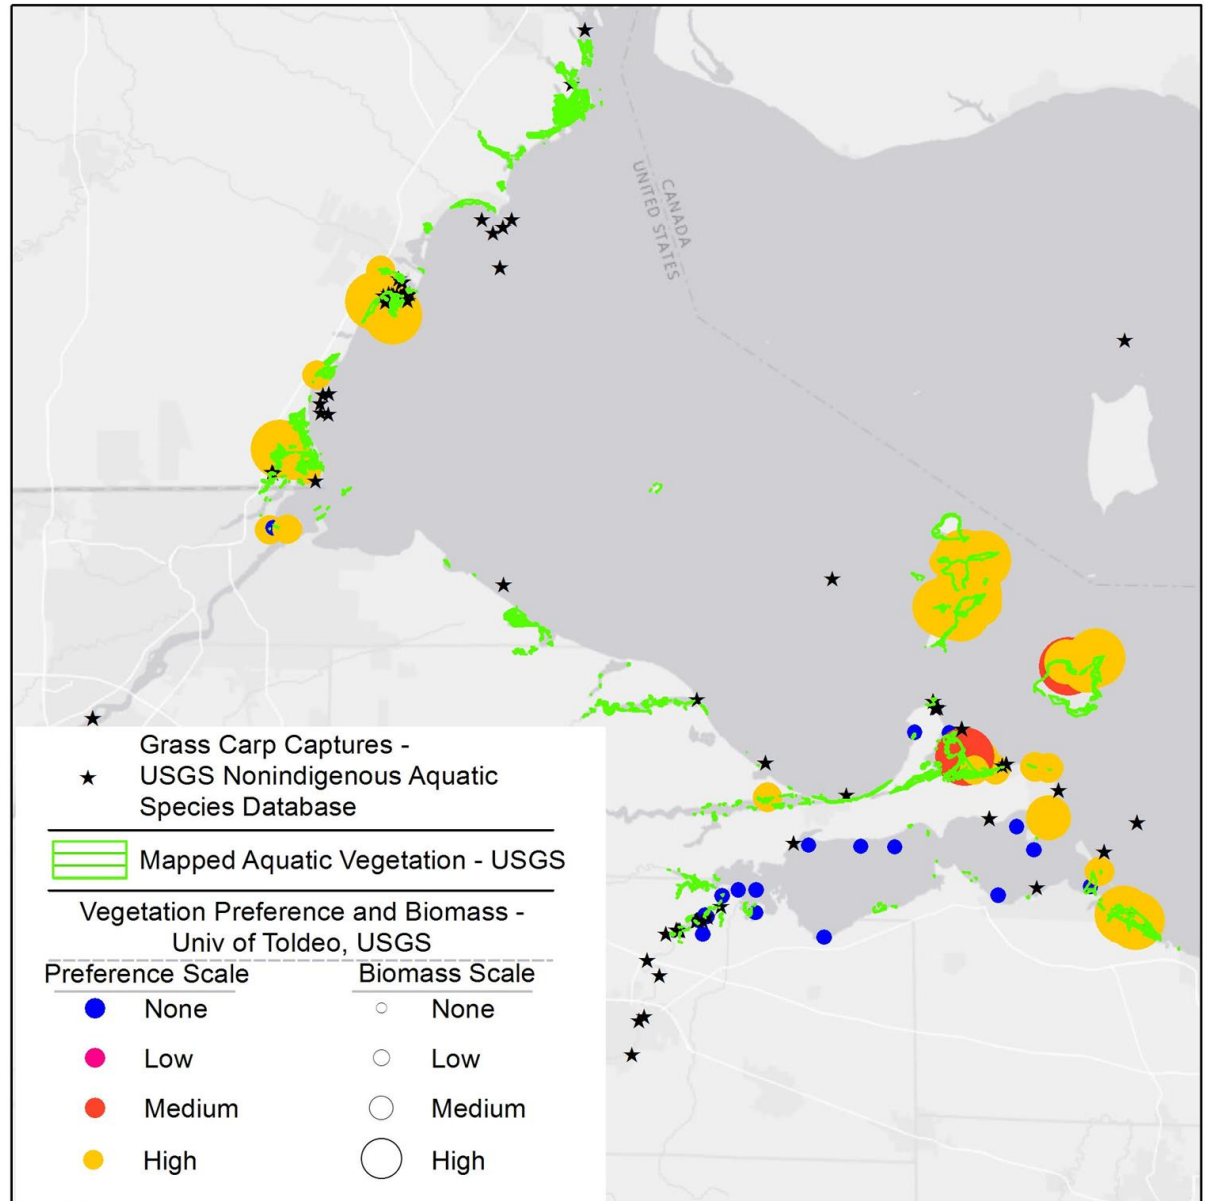 CANADA
UNITED STATES
Grass Carp Captures -
USGS Nonindigenous Aquatic
Species Database
Mapped Aquatic Vegetation - USGS
Vegetation Preference and Biomass -
Univ of Toldeo, USGS
Preference Scale
Biomass Scale
None
None
Low
Low
Medium
Medium
High
High